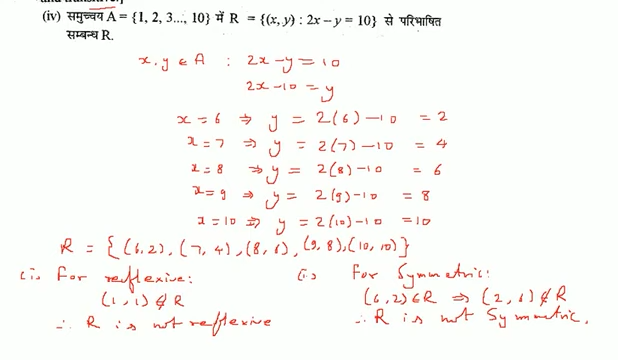 and transitive.]
(iv) समुच्चय A = {1, 2, 3..., 10} में R = {(x, y) : 2x – y = 10} से परिभाषित
सम्बन्ध R.
x, y ∈ A : 2x – y = 10
2x – 10 = y
x = 6 ⇒ y = 2(6) – 10 = 2
x = 7 ⇒ y = 2(7) – 10 = 4
x = 8 ⇒ y = 2(8) – 10 = 6
x = 9 ⇒ y = 2(9) – 10 = 8
x = 10 ⇒ y = 2(10) – 10 = 10
R = {(6, 2), (7, 4), (8, 6), (9, 8), (10, 10)}
(i) For reflexive:
(1, 1) ∉ R
∴ R is not reflexive
(ii) For Symmetric:
(6, 2) ∈ R ⇒ (2, 6) ∉ R
∴ R is not Symmetric.